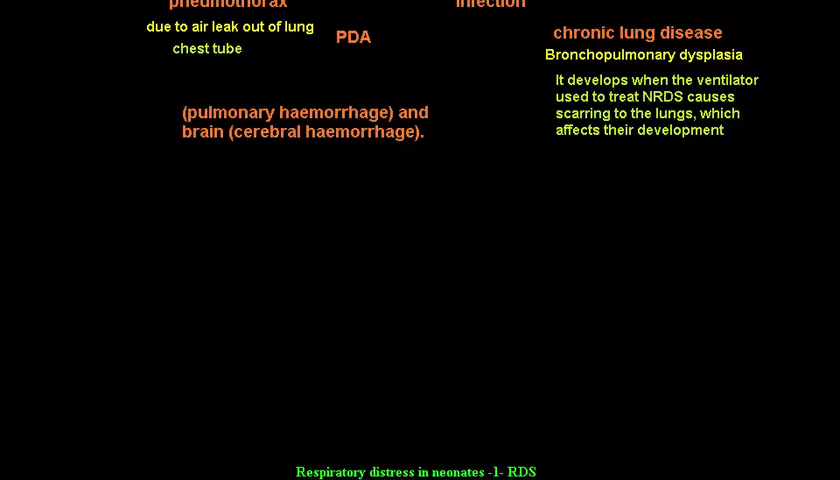 pneumothorax
infection
due to air leak out of lung
chest tube
PDA
chronic lung disease
Bronchopulmonary dysplasia
It develops when the ventilator
used to treat NRDS causes
scarring to the lungs, which
affects their development
(pulmonary haemorrhage) and
brain (cerebral haemorrhage).
Respiratory distress in neonates -1- RDS